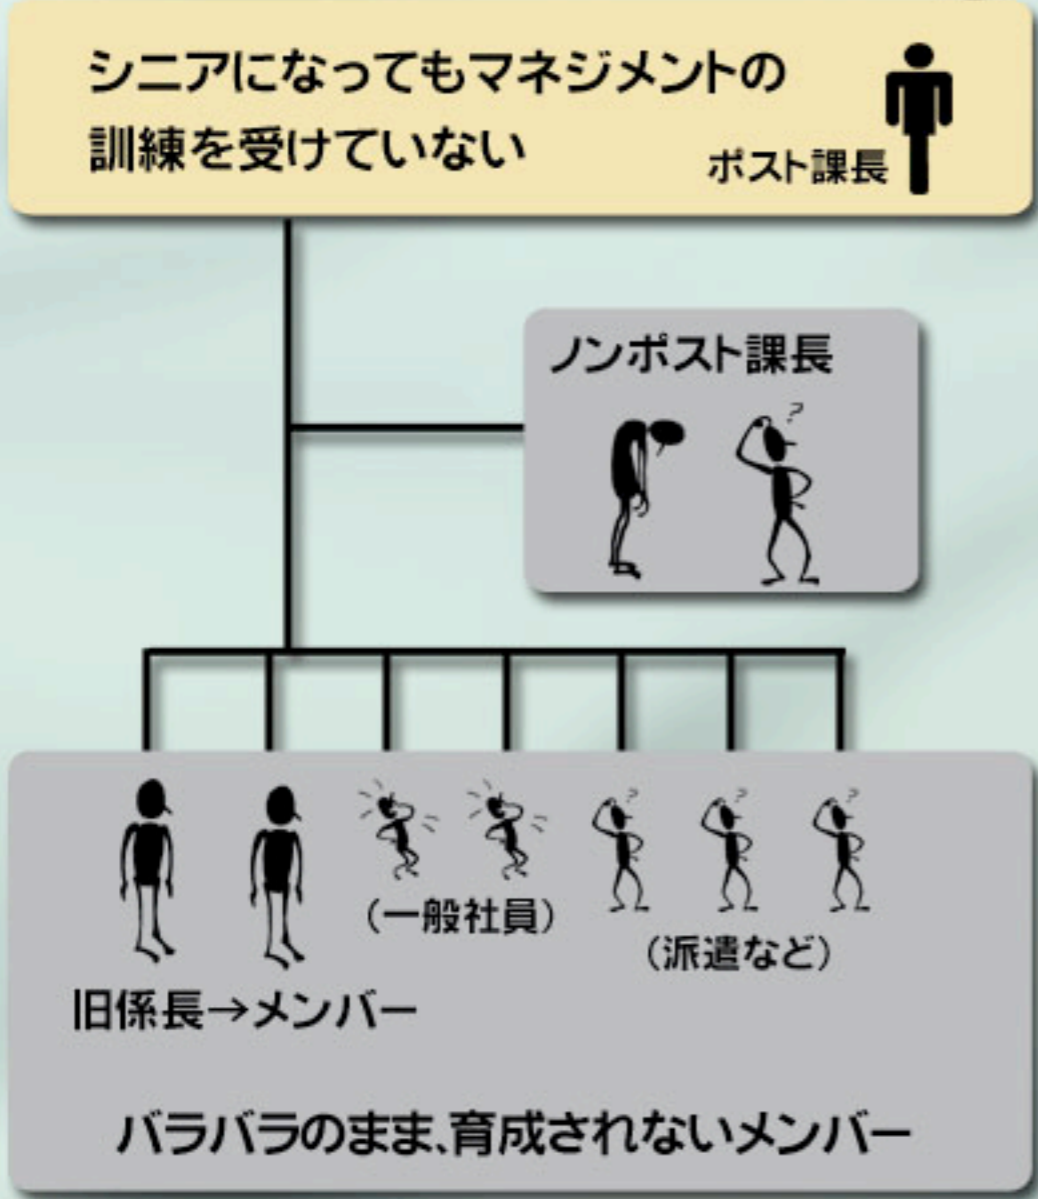 シニアになってもマネジメントの
訓練を受けていない
ポスト課長
ノンポスト課長
?
(一般社員)
? ? ?
(派遣など)
旧係長→メンバー
バラバラのまま、育成されないメンバー